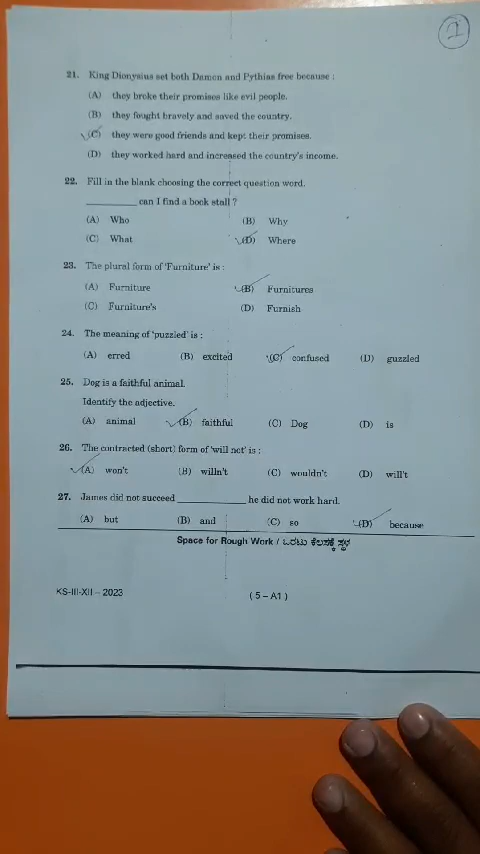 2
21. King Dionysius set both Damon and Pythias free because :
(A) they broke their promises like evil people.
(B) they fought bravely and saved the country.
(C) they were good friends and kept their promises.
(D) they worked hard and increased the country's income.
22. Fill in the blank choosing the correct question word.
__________ can I find a book stall ?
(A) Who (B) Why
(C) What (D) Where
23. The plural form of 'Furniture' is :
(A) Furniture (B) Furnitures
(C) Furniture's (D) Furnish
24. The meaning of 'puzzled' is :
(A) erred (B) excited (C) confused (D) guzzled
25. Dog is a faithful animal.
Identify the adjective.
(A) animal (B) faithful (C) Dog (D) is
26. The contracted (short) form of 'will not' is :
(A) won't (B) willn't (C) wouldn't (D) will't
27. James did not succeed __________ he did not work hard.
(A) but (B) and (C) so (D) because
Space for Rough Work / ಒರಟು ಕೆಲಸಕ್ಕೆ ಸ್ಥಳ
KS-III-XII – 2023 ( 5 – A1 )